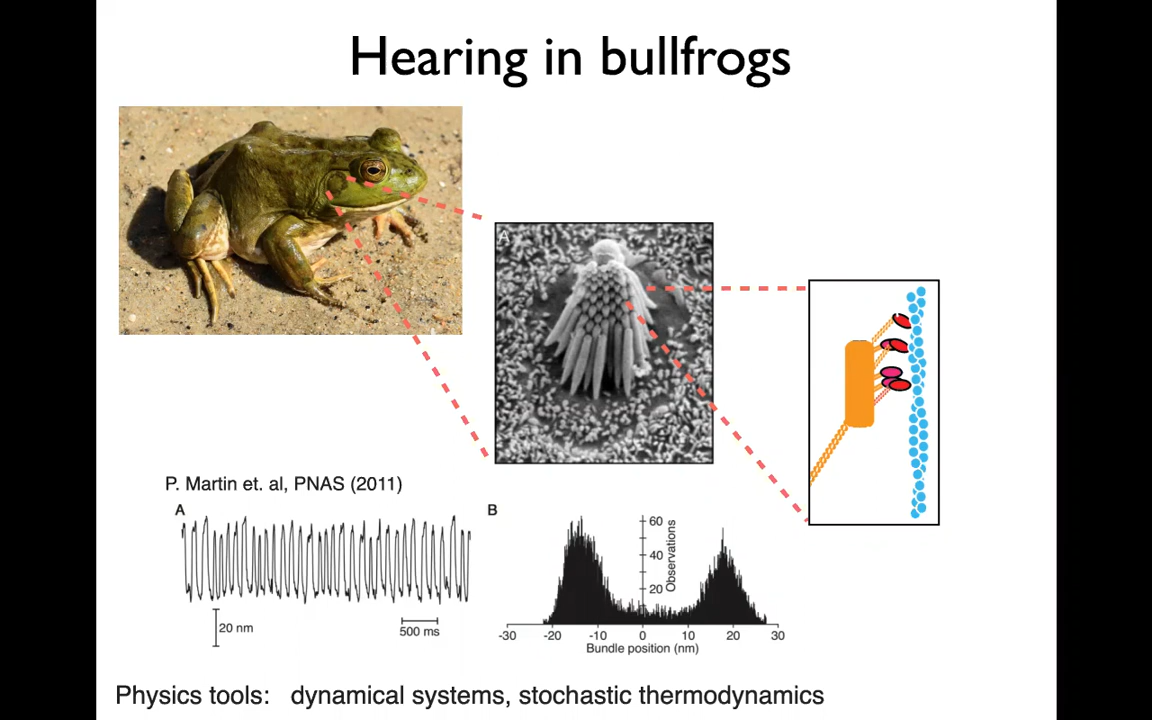 Hearing in bullfrogs
A
P. Martin et. al, PNAS (2011)
A
20 nm
500 ms
B
60
40
20
Observations
-30 -20 -10 0 10 20 30
Bundle position (nm)
Physics tools: dynamical systems, stochastic thermodynamics